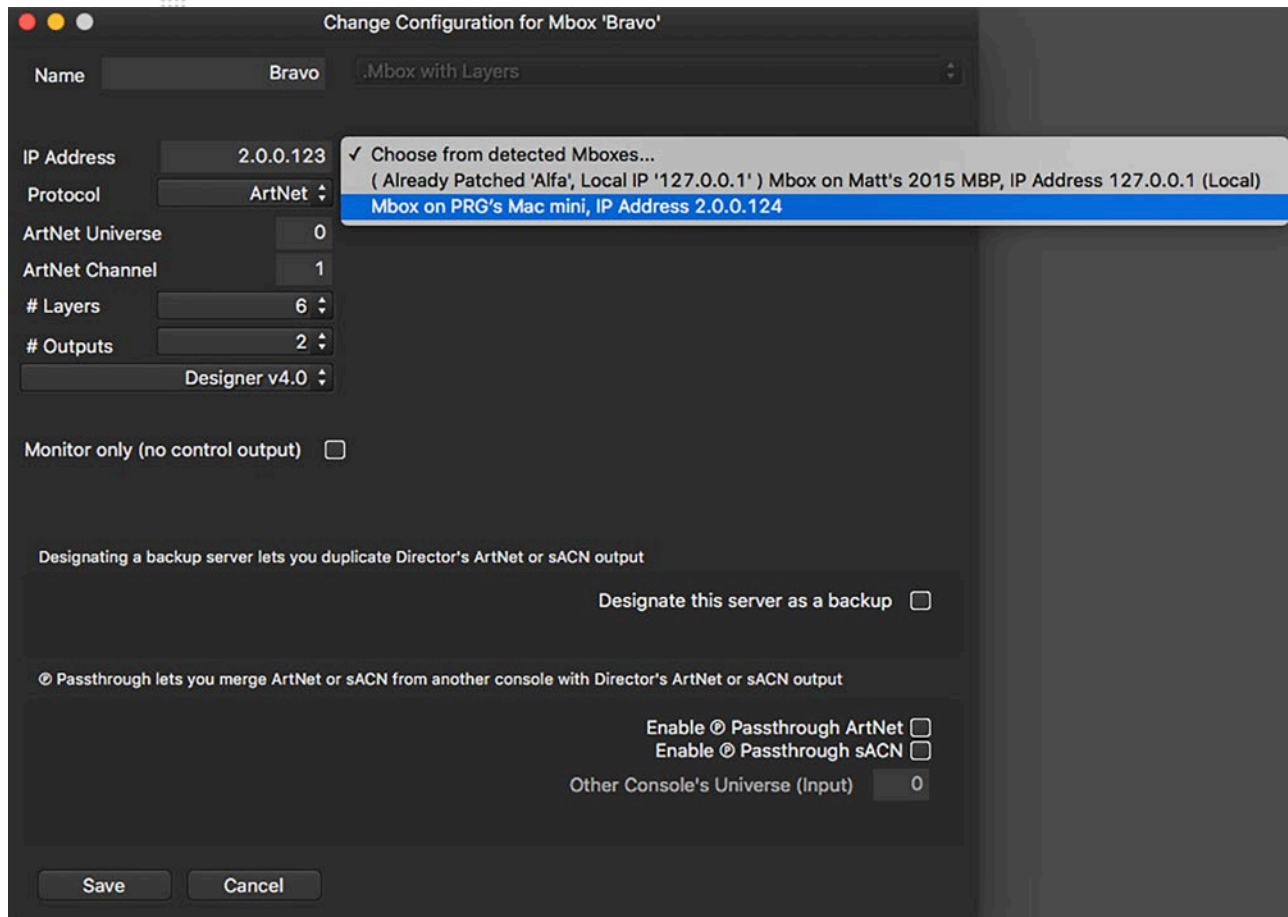 Change Configuration for Mbox 'Bravo'
Name Bravo .Mbox with Layers
IP Address 2.0.0.123 ✓ Choose from detected Mboxes...
( Already Patched 'Alfa', Local IP '127.0.0.1' ) Mbox on Matt's 2015 MBP, IP Address 127.0.0.1 (Local)
Protocol ArtNet
Mbox on PRG's Mac mini, IP Address 2.0.0.124
ArtNet Universe 0
ArtNet Channel 1
# Layers 6
# Outputs 2
Designer v4.0
Monitor only (no control output)
Designating a backup server lets you duplicate Director's ArtNet or sACN output
Designate this server as a backup
℗ Passthrough lets you merge ArtNet or sACN from another console with Director's ArtNet or sACN output
Enable ℗ Passthrough ArtNet
Enable ℗ Passthrough sACN
Other Console's Universe (Input) 0
Save Cancel